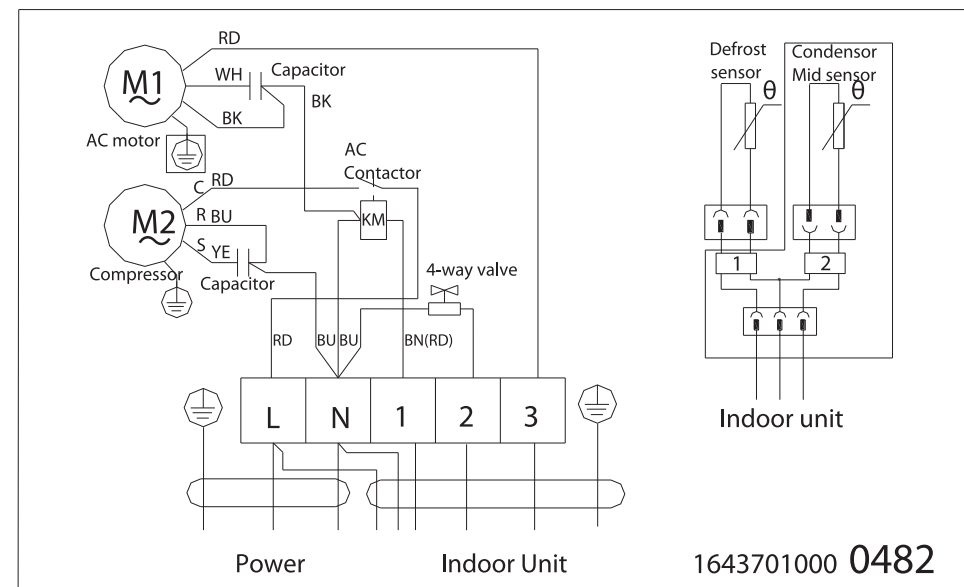 RD
M1
WH
Capacitor
BK
BK
AC motor
AC
Contactor
C RD
KM
M2
R BU
S YE
Compressor
Capacitor
4-way valve
RD
BU
BU
BN(RD)
L
N
1
2
3
Power
Indoor Unit
Defrost
sensor
Condensor
Mid sensor
θ
θ
1
2
Indoor unit
1643701000 0482